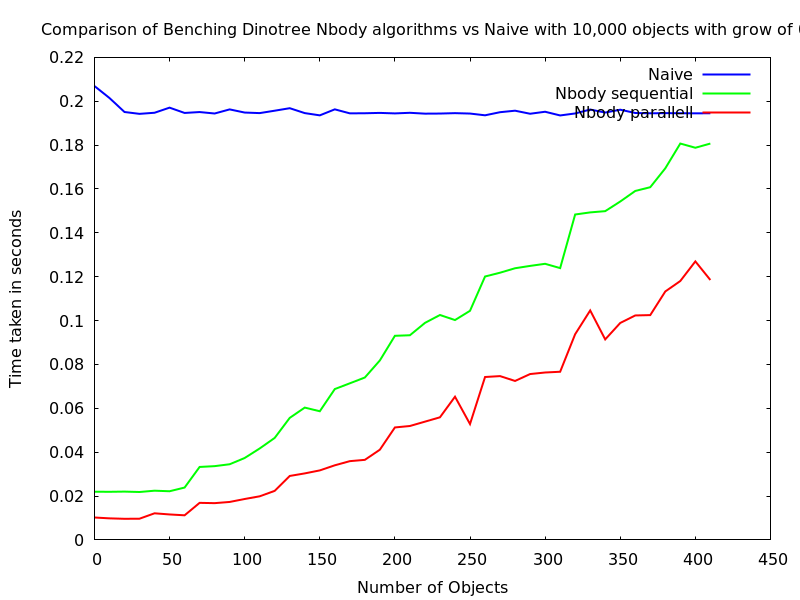 Comparison of Benching Dinotree Nbody algorithms vs Naive with 10,000 objects with grow of
0.22
0.2
0.18
0.16
0.14
0.12
0.1
0.08
0.06
0.04
0.02
0
Naive
Nbody sequential
Nbody parallell
Time taken in seconds
0 50 100 150 200 250 300 350 400 450
Number of Objects